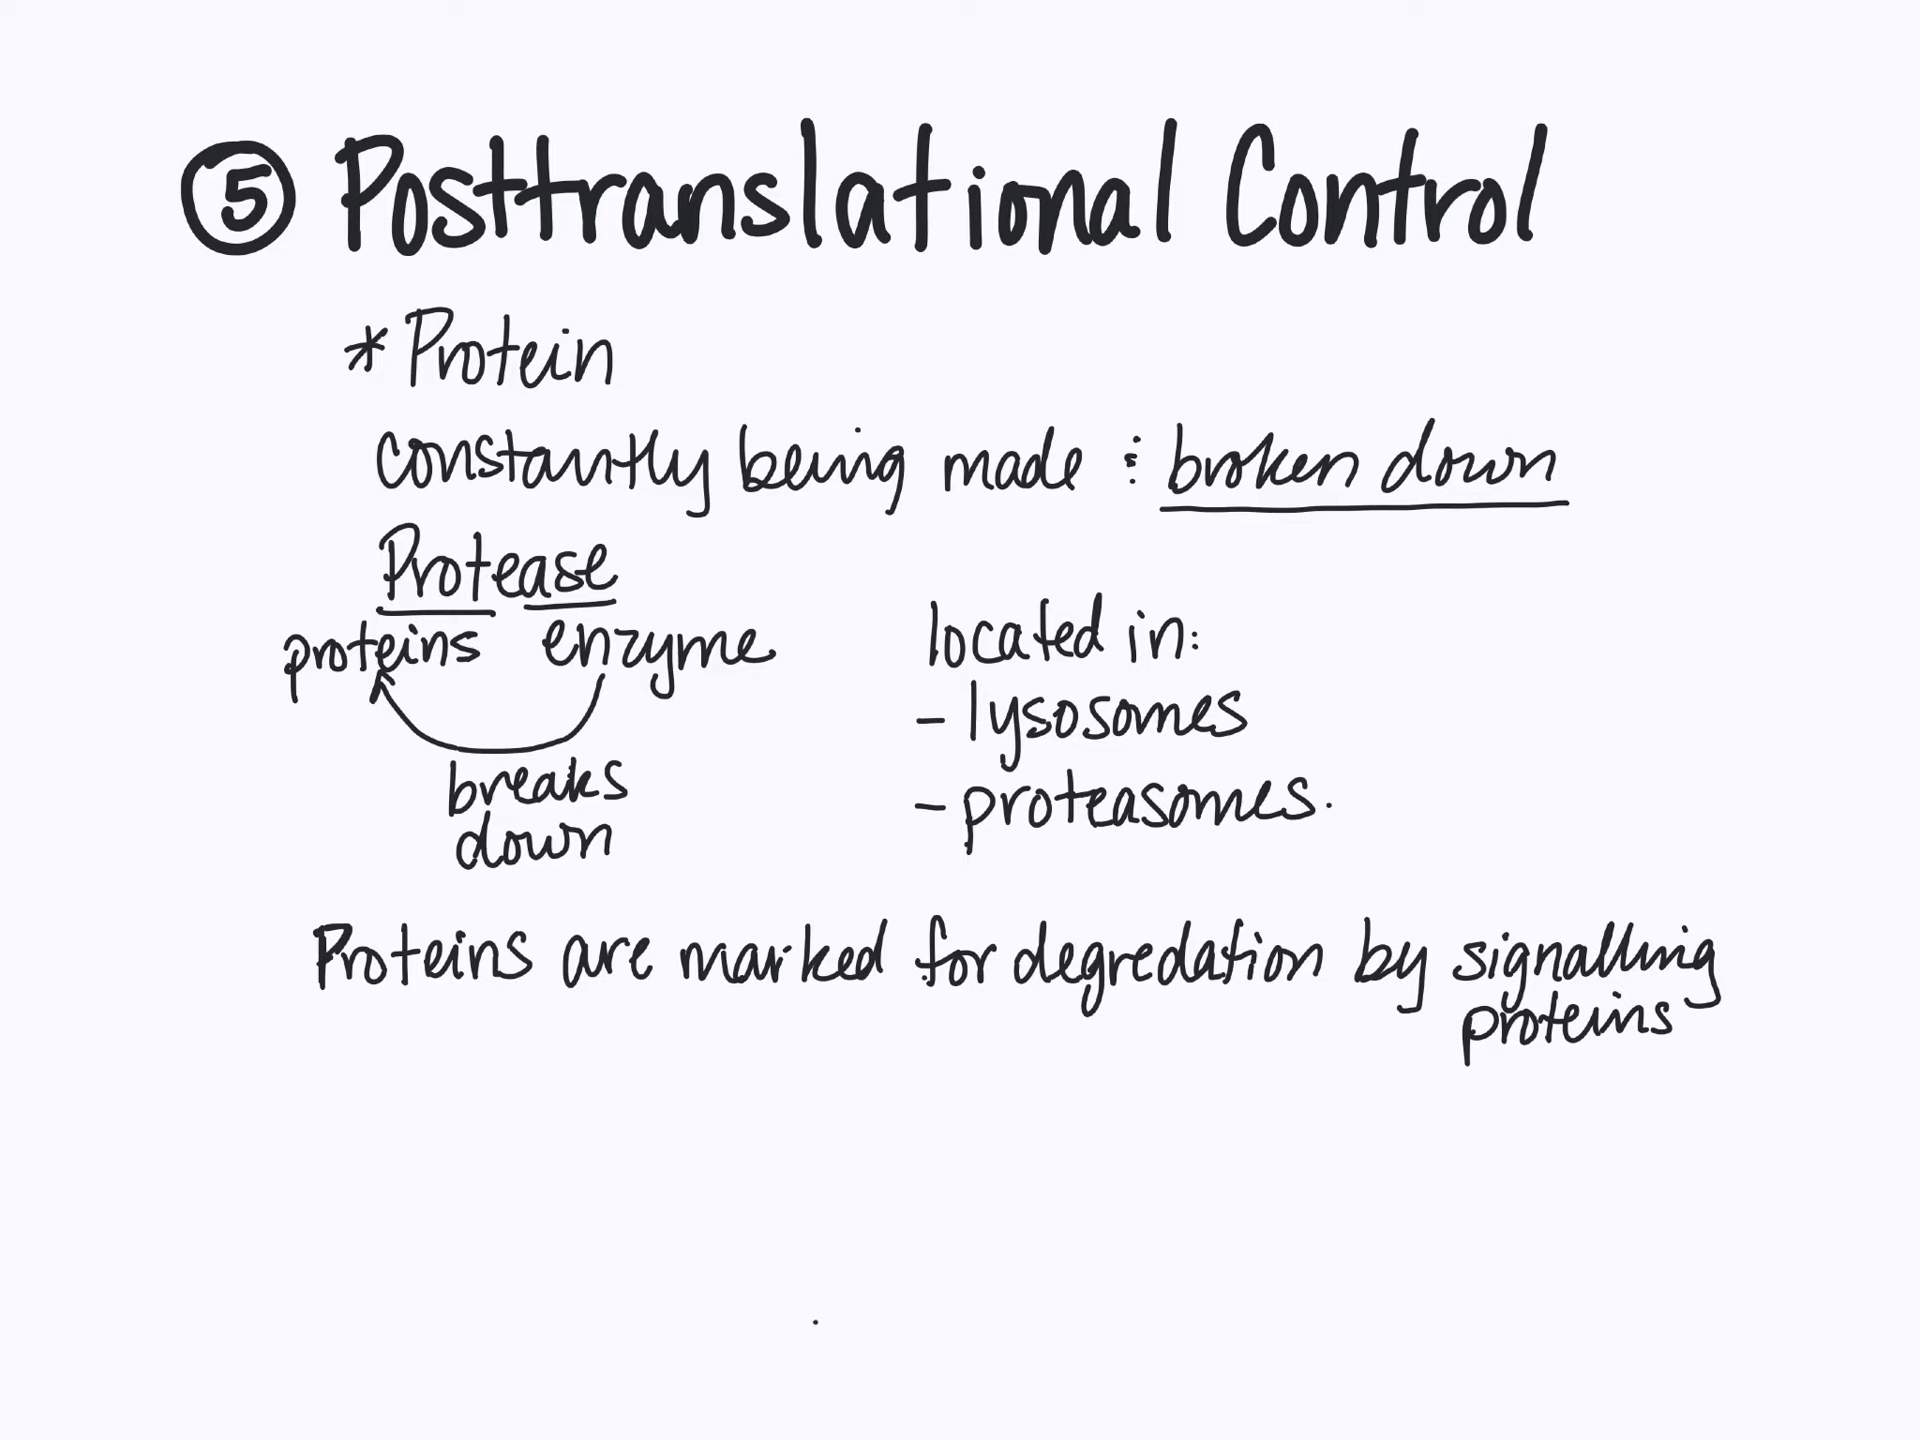 ⑤ Posttranslational Control
* Protein
constantly being made & broken down
Protease
proteins enzyme
breaks
down
located in:
- lysosomes
- proteasomes.
Proteins are marked for degredation by signalling
proteins